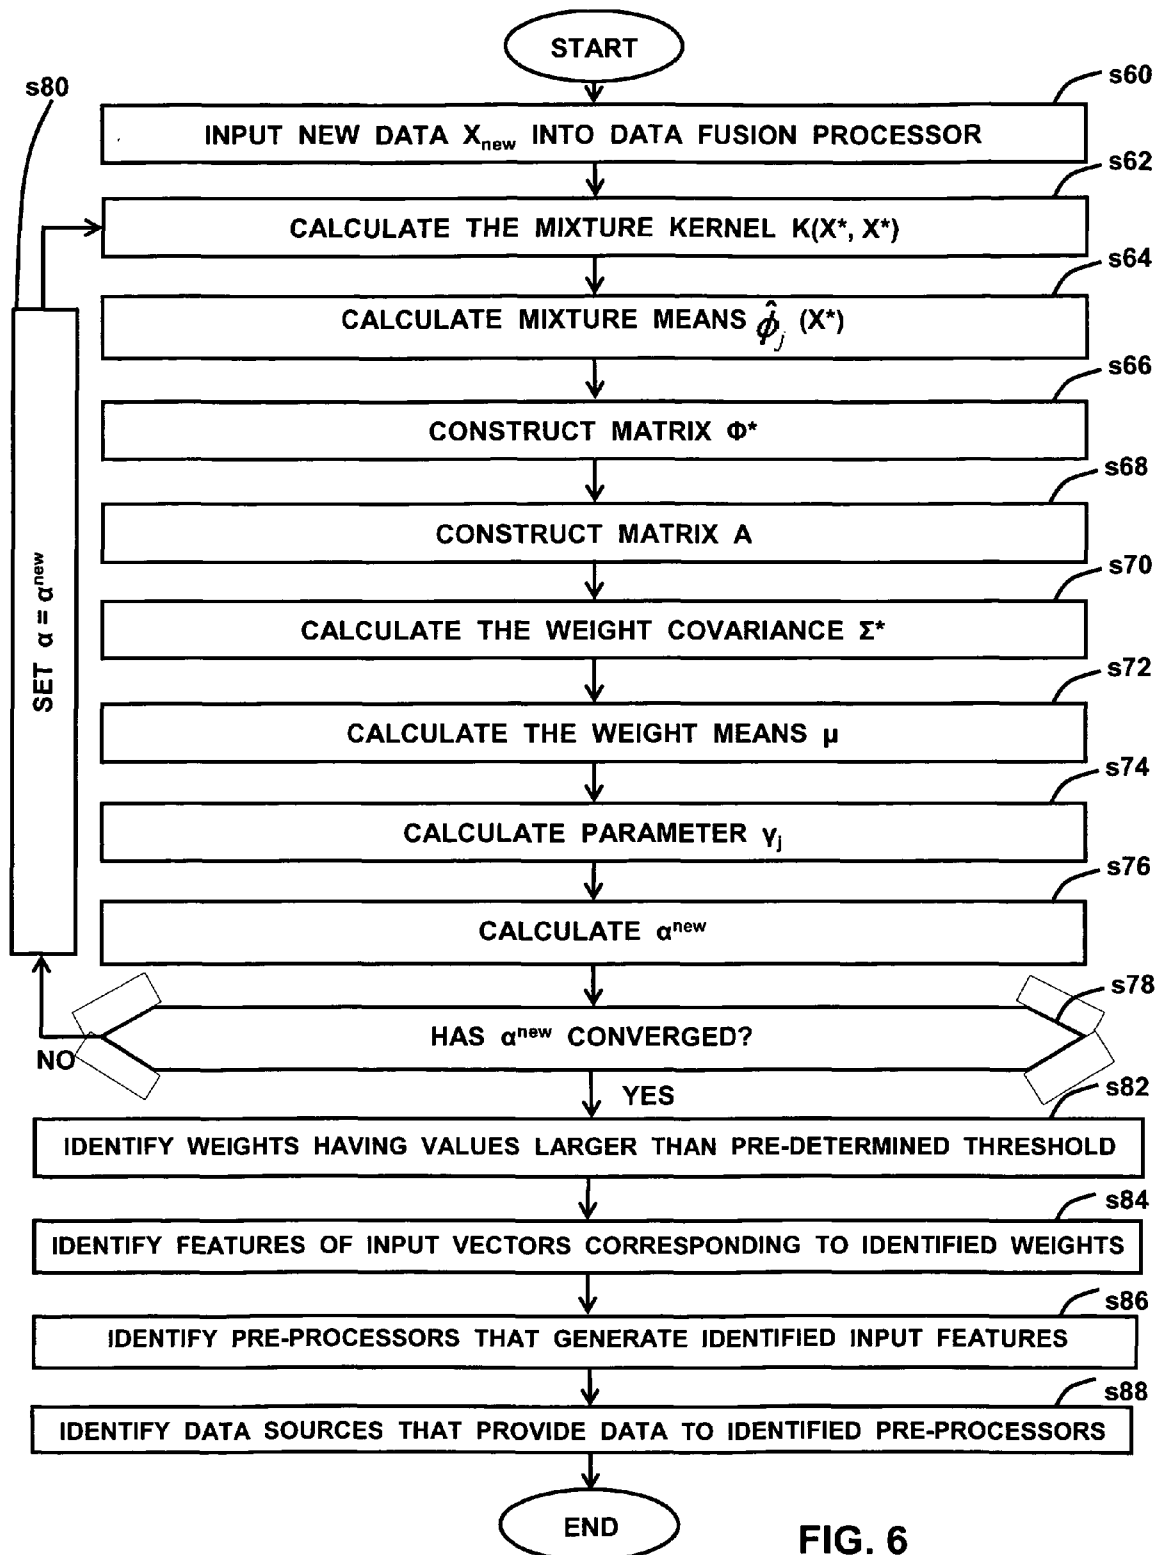 START
s60
s80
INPUT NEW DATA Xnew INTO DATA FUSION PROCESSOR
s62
CALCULATE THE MIXTURE KERNEL K(X*, X*)
s64
CALCULATE MIXTURE MEANS ϕ̂j (X*)
s66
CONSTRUCT MATRIX Φ*
s68
CONSTRUCT MATRIX A
s70
CALCULATE THE WEIGHT COVARIANCE Σ*
s72
CALCULATE THE WEIGHT MEANS μ
s74
CALCULATE PARAMETER γj
s76
CALCULATE αnew
SET α = αnew
s78
HAS αnew CONVERGED?
NO
YES
s82
IDENTIFY WEIGHTS HAVING VALUES LARGER THAN PRE-DETERMINED THRESHOLD
s84
IDENTIFY FEATURES OF INPUT VECTORS CORRESPONDING TO IDENTIFIED WEIGHTS
s86
IDENTIFY PRE-PROCESSORS THAT GENERATE IDENTIFIED INPUT FEATURES
s88
IDENTIFY DATA SOURCES THAT PROVIDE DATA TO IDENTIFIED PRE-PROCESSORS
END
FIG. 6